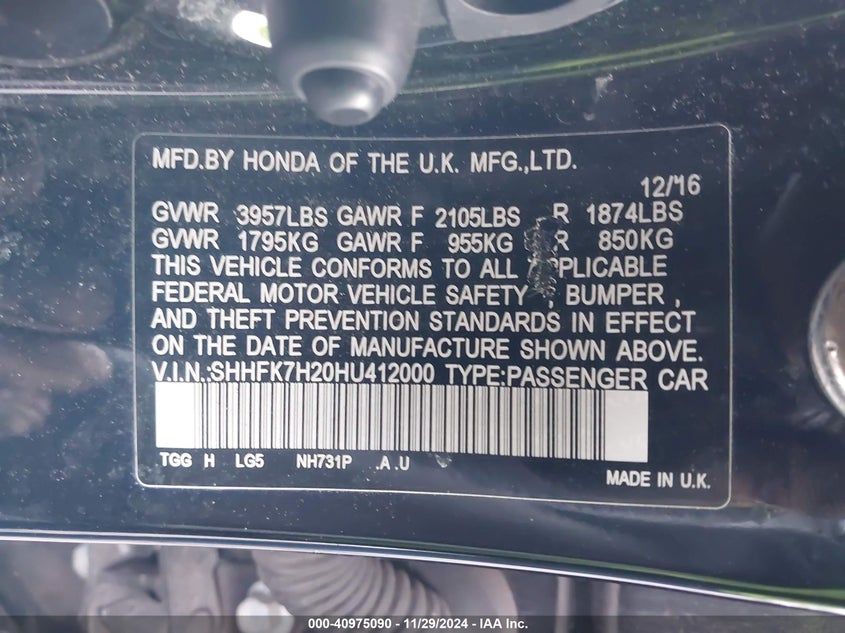 MFD.BY HONDA OF THE U.K. MFG.,LTD.
12/16
GVWR 3957LBS GAWR F 2105LBS R 1874LBS
GVWR 1795KG GAWR F 955KG R 850KG
THIS VEHICLE CONFORMS TO ALL APPLICABLE
FEDERAL MOTOR VEHICLE SAFETY , BUMPER ,
AND THEFT PREVENTION STANDARDS IN EFFECT
ON THE DATE OF MANUFACTURE SHOWN ABOVE.
V.I.N.:SHHFK7H20HU412000 TYPE:PASSENGER CAR
TGG H LG5 NH731P .A .U
MADE IN U.K.
000-40975090 - 11/29/2024 - IAA Inc.